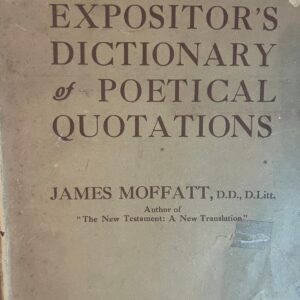 EXPOSITOR'S
DICTIONARY
of POETICAL
QUOTATIONS
JAMES MOFFATT, D.D., D.Litt.
Author of
"The New Testament: A New Translation"